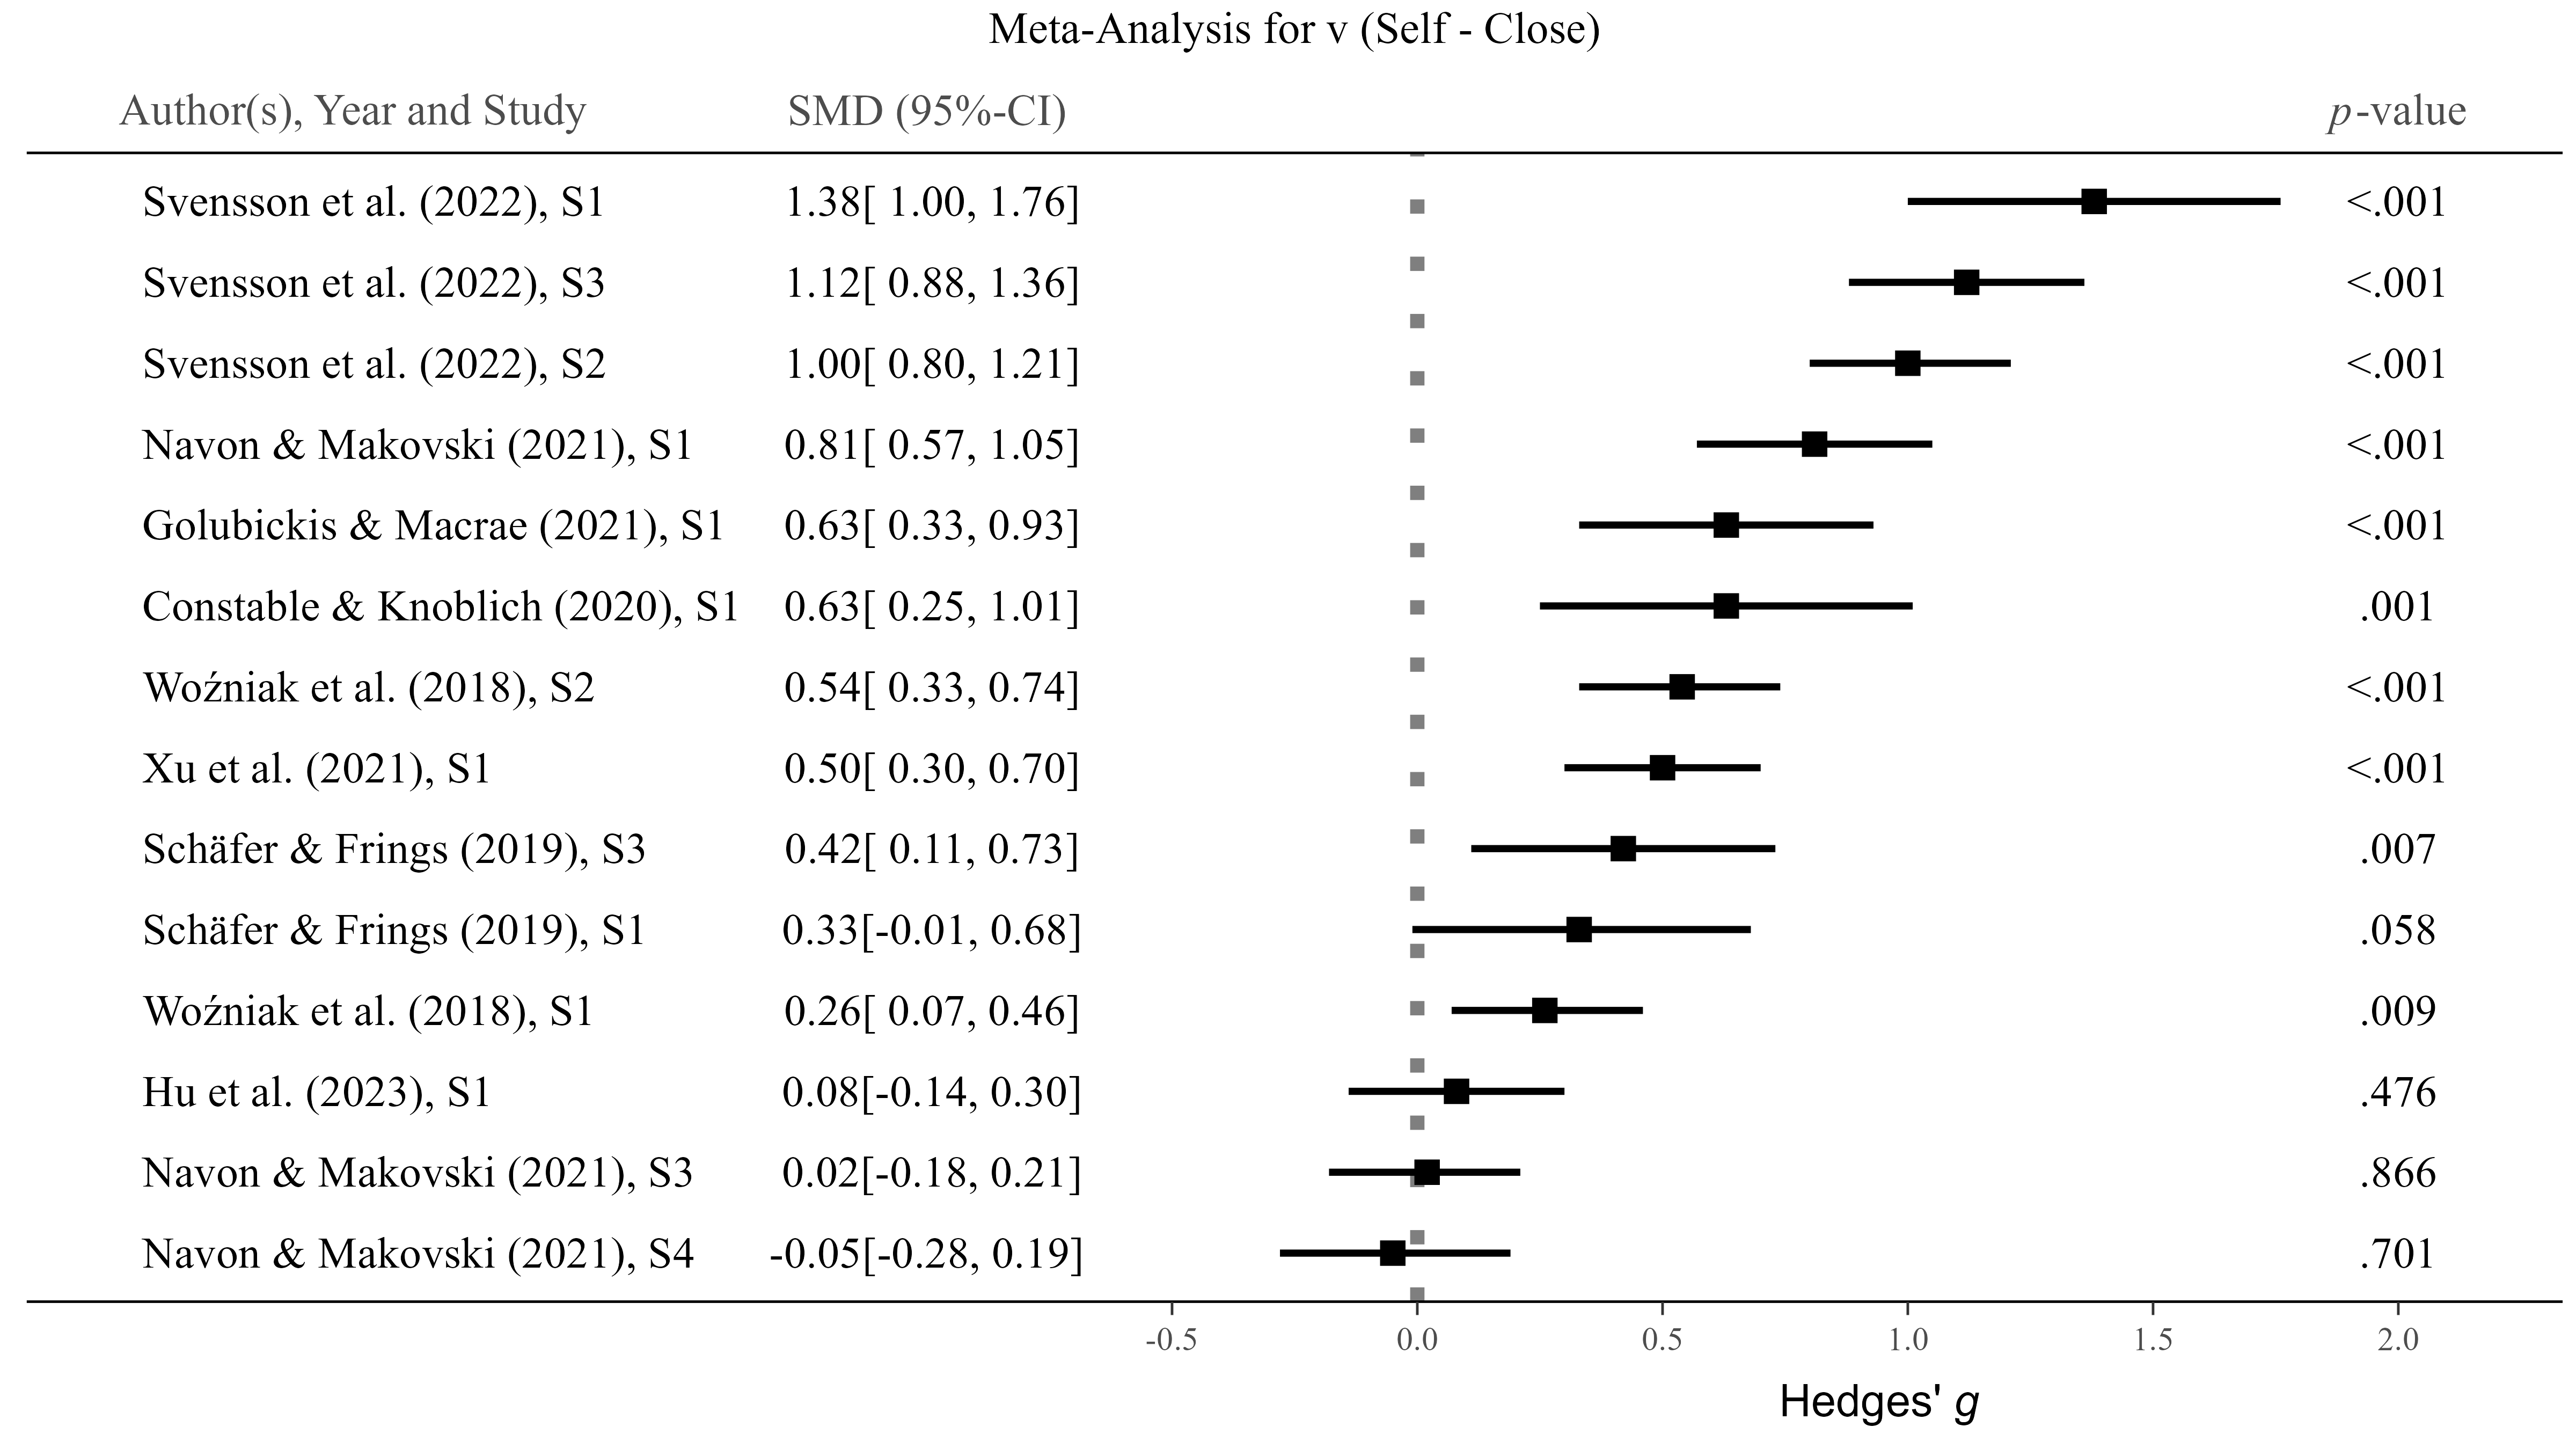 Meta-Analysis for v (Self - Close)
Author(s), Year and Study SMD (95%-CI) p-value
Svensson et al. (2022), S1 1.38[ 1.00, 1.76] <.001
Svensson et al. (2022), S3 1.12[ 0.88, 1.36] <.001
Svensson et al. (2022), S2 1.00[ 0.80, 1.21] <.001
Navon & Makovski (2021), S1 0.81[ 0.57, 1.05] <.001
Golubickis & Macrae (2021), S1 0.63[ 0.33, 0.93] <.001
Constable & Knoblich (2020), S1 0.63[ 0.25, 1.01] .001
Woźniak et al. (2018), S2 0.54[ 0.33, 0.74] <.001
Xu et al. (2021), S1 0.50[ 0.30, 0.70] <.001
Schäfer & Frings (2019), S3 0.42[ 0.11, 0.73] .007
Schäfer & Frings (2019), S1 0.33[-0.01, 0.68] .058
Woźniak et al. (2018), S1 0.26[ 0.07, 0.46] .009
Hu et al. (2023), S1 0.08[-0.14, 0.30] .476
Navon & Makovski (2021), S3 0.02[-0.18, 0.21] .866
Navon & Makovski (2021), S4 -0.05[-0.28, 0.19] .701
-0.5 0.0 0.5 1.0 1.5 2.0
Hedges' g